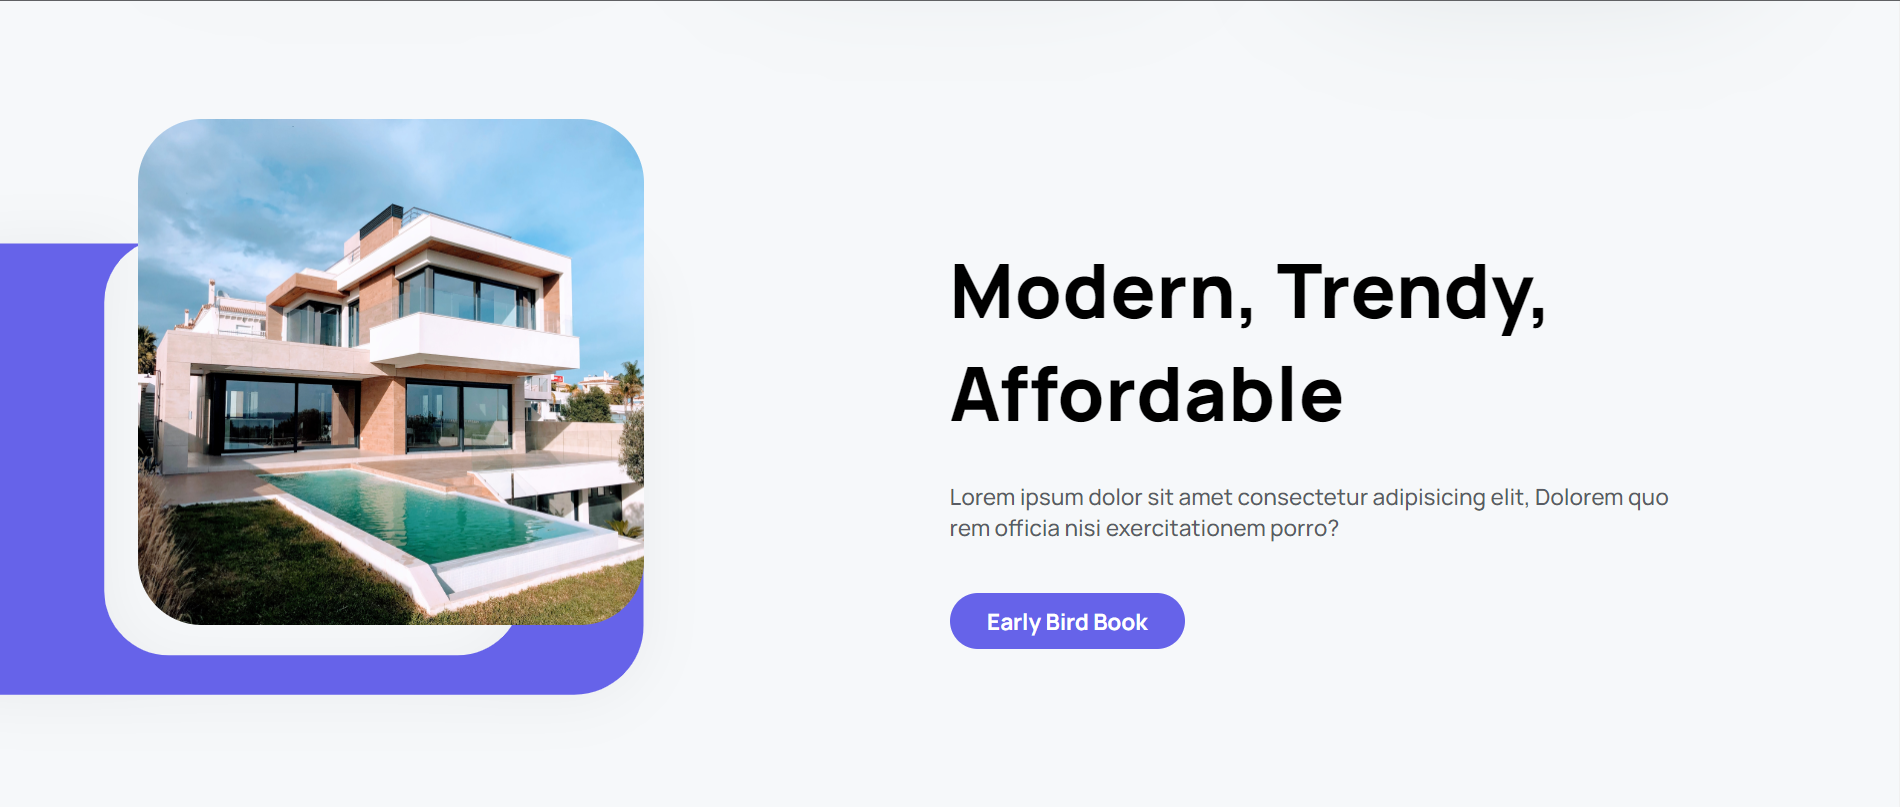 Modern, Trendy,
Affordable
Lorem ipsum dolor sit amet consectetur adipisicing elit, Dolorem quo
rem officia nisi exercitationem porro?
Early Bird Book